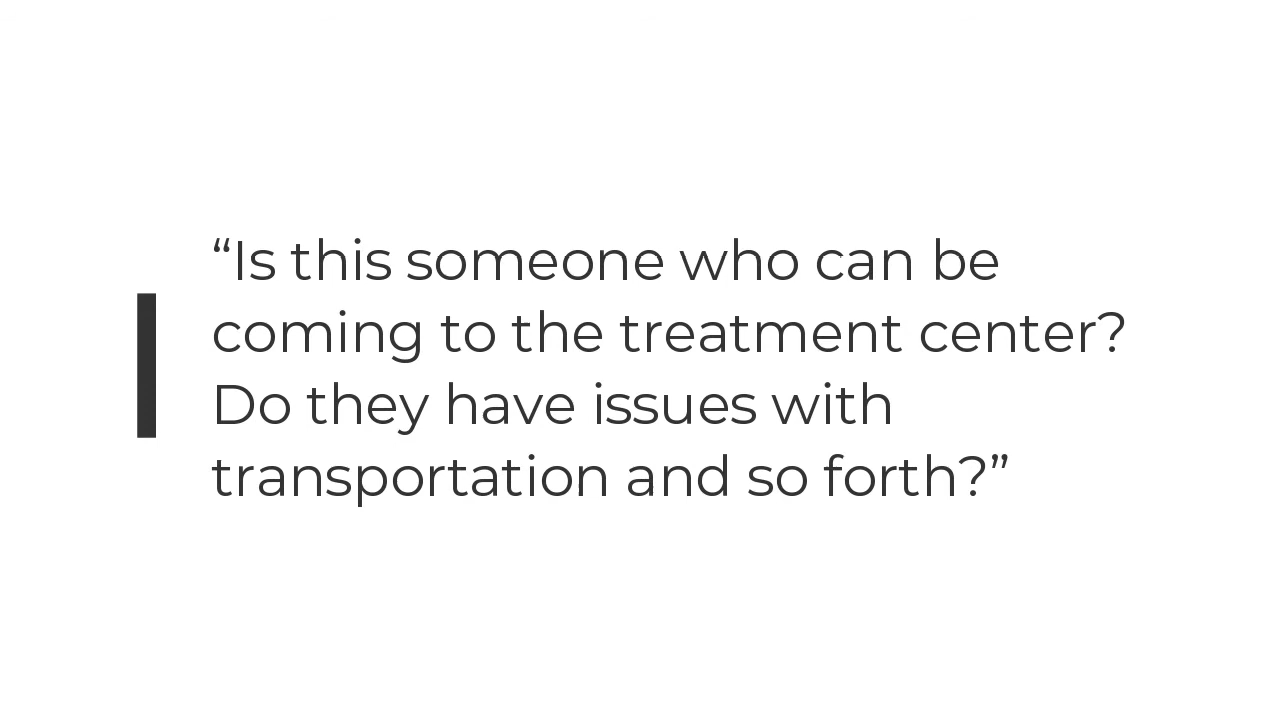 “Is this someone who can be
coming to the treatment center?
Do they have issues with
transportation and so forth?”